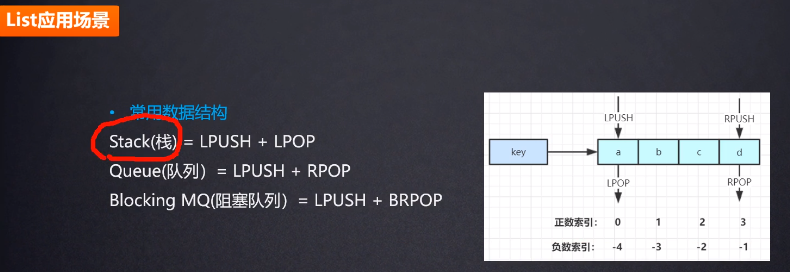 List应用场景
• 常用数据结构
Stack(栈) = LPUSH + LPOP
Queue(队列）= LPUSH + RPOP
Blocking MQ(阻塞队列）= LPUSH + BRPOP
LPUSH RPUSH
key a b c d
LPOP RPOP
正数索引： 0 1 2 3
负数索引： -4 -3 -2 -1